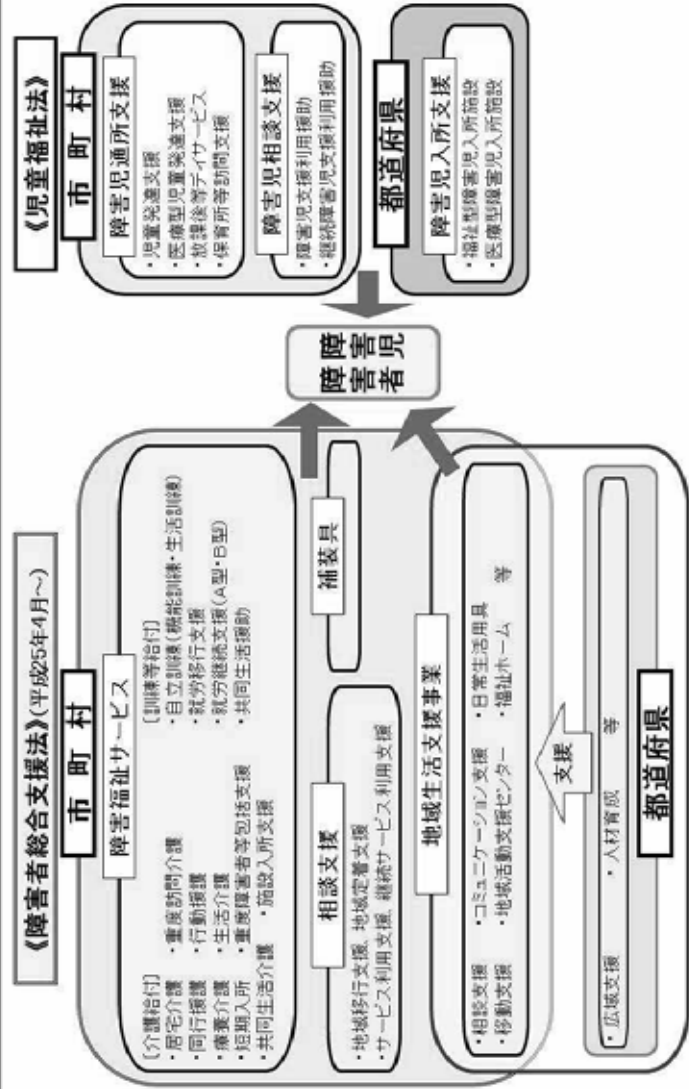 《障害者総合支援法》(平成25年4月～)
市町村
障害福祉サービス
〔介護給付〕
・居宅介護 ・重度訪問介護
・同行援護 ・行動援護
・療養介護 ・生活介護
・短期入所 ・重度障害者等包括支援
・共同生活介護 ・施設入所支援
〔訓練等給付〕
・自立訓練(機能訓練・生活訓練)
・就労移行支援
・就労継続支援(A型・B型)
・共同生活援助
相談支援
・地域移行支援、地域定着支援
・サービス利用支援、継続サービス利用支援
補装具
地域生活支援事業
・相談支援 ・コミュニケーション支援 ・日常生活用具
・移動支援 ・地域活動支援センター ・福祉ホーム 等
支援
・広域支援 ・人材育成 等
都道府県
障害者
障害児
《児童福祉法》
市町村
障害児通所支援
・児童発達支援
・医療型児童発達支援
・放課後等デイサービス
・保育所等訪問支援
障害児相談支援
・障害児支援利用援助
・継続障害児支援利用援助
都道府県
障害児入所支援
・福祉型障害児入所施設
・医療型障害児入所施設